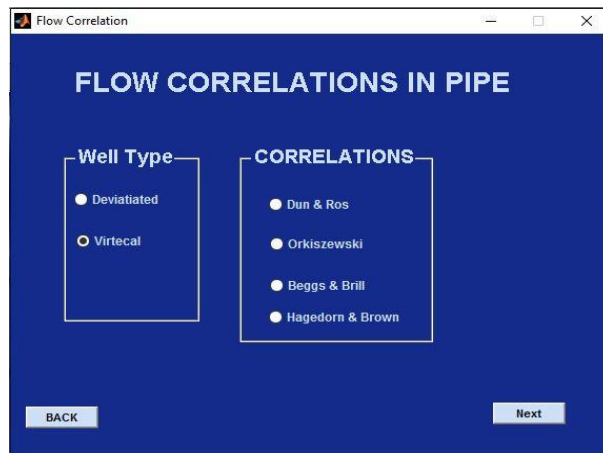 Flow Correlation
FLOW CORRELATIONS IN PIPE
Well Type
Deviatiated
Virtecal
CORRELATIONS
Dun & Ros
Orkiszewski
Beggs & Brill
Hagedorn & Brown
BACK
Next